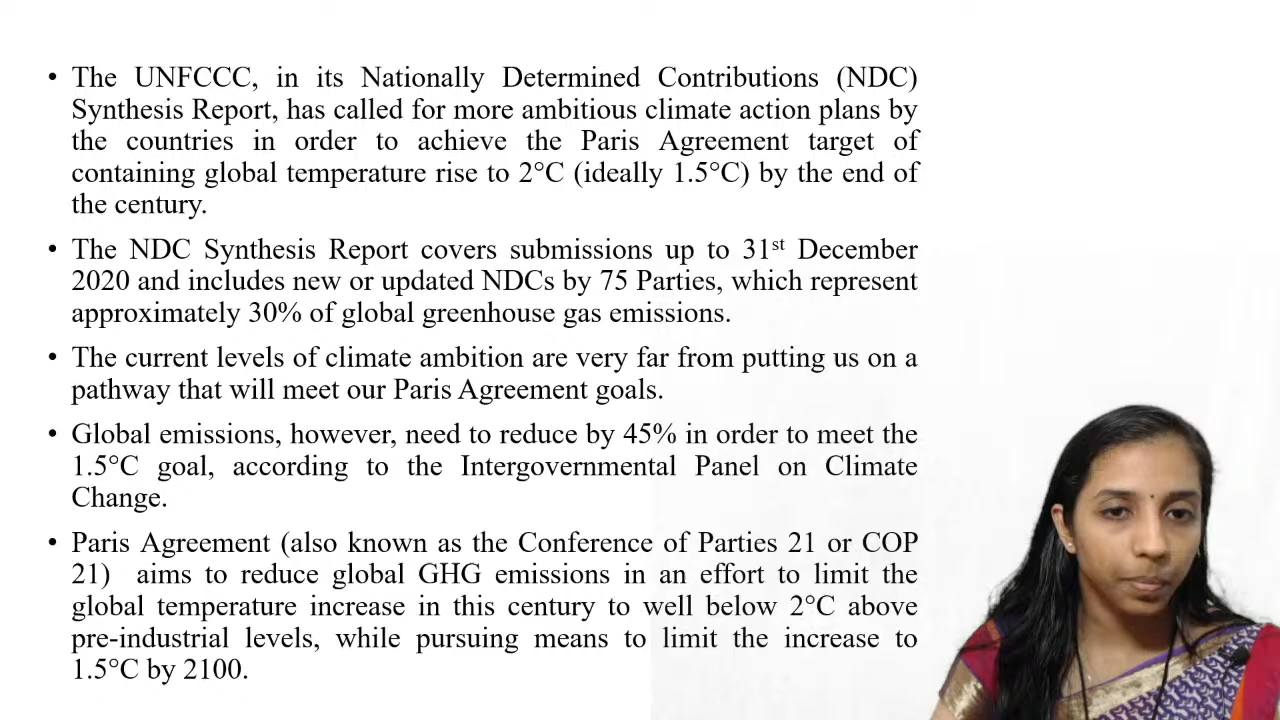 • The UNFCCC, in its Nationally Determined Contributions (NDC)
Synthesis Report, has called for more ambitious climate action plans by
the countries in order to achieve the Paris Agreement target of
containing global temperature rise to 2°C (ideally 1.5°C) by the end of
the century.
• The NDC Synthesis Report covers submissions up to 31st December
2020 and includes new or updated NDCs by 75 Parties, which represent
approximately 30% of global greenhouse gas emissions.
• The current levels of climate ambition are very far from putting us on a
pathway that will meet our Paris Agreement goals.
• Global emissions, however, need to reduce by 45% in order to meet the
1.5°C goal, according to the Intergovernmental Panel on Climate
Change.
• Paris Agreement (also known as the Conference of Parties 21 or COP
21) aims to reduce global GHG emissions in an effort to limit the
global temperature increase in this century to well below 2°C above
pre-industrial levels, while pursuing means to limit the increase to
1.5°C by 2100.